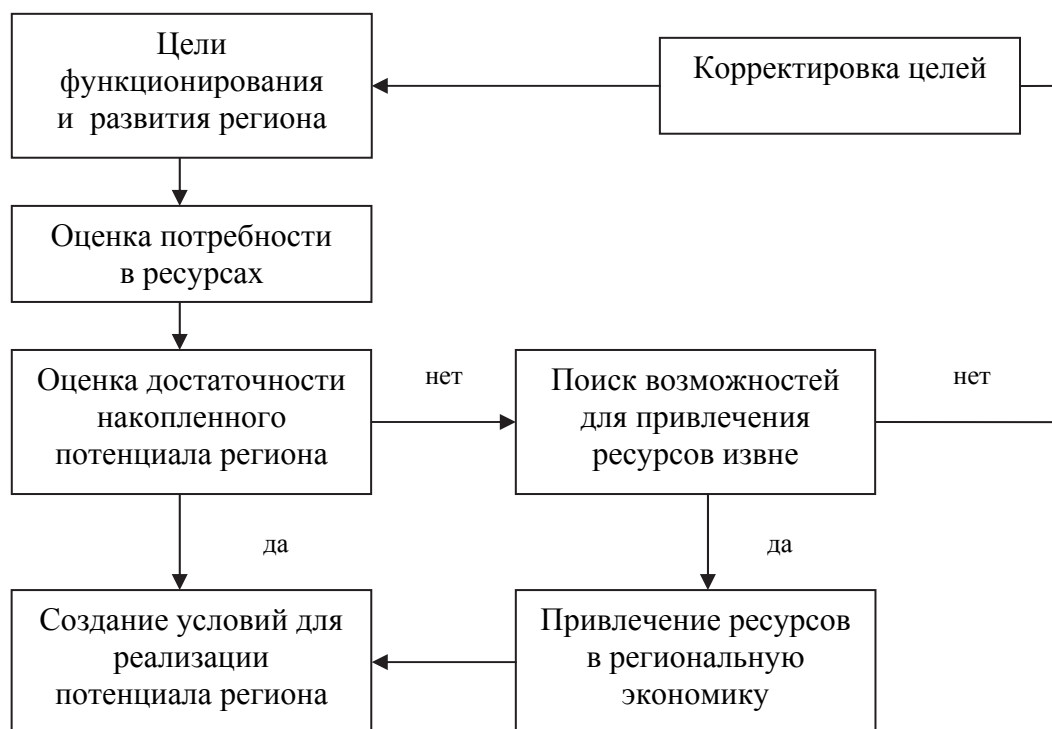 Цели
функционирования
и развития региона
Корректировка целей
Оценка потребности
в ресурсах
Оценка достаточности
накопленного
потенциала региона
нет
Поиск возможностей
для привлечения
ресурсов извне
нет
да
да
Создание условий для
реализации
потенциала региона
Привлечение ресурсов
в региональную
экономику